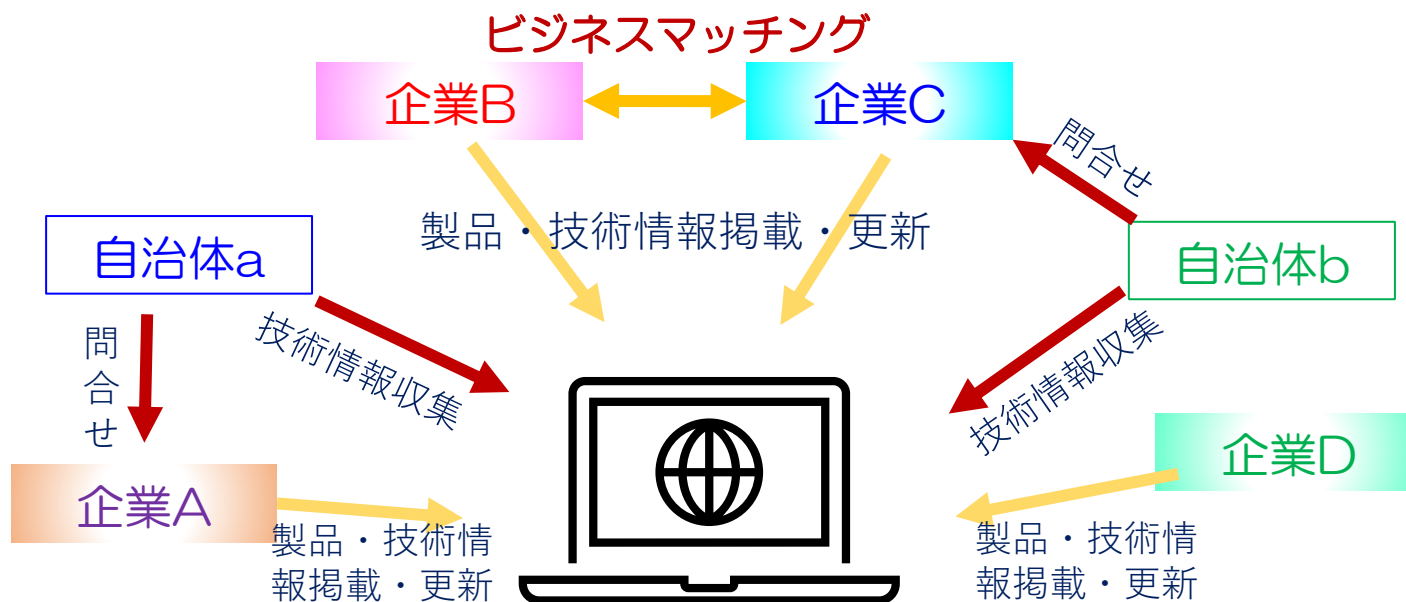 ビジネスマッチング
企業B
企業C
問合せ
製品・技術情報掲載・更新
自治体a
自治体b
問合せ
技術情報収集
技術情報収集
企業D
企業A
製品・技術情
報掲載・更新
製品・技術情
報掲載・更新